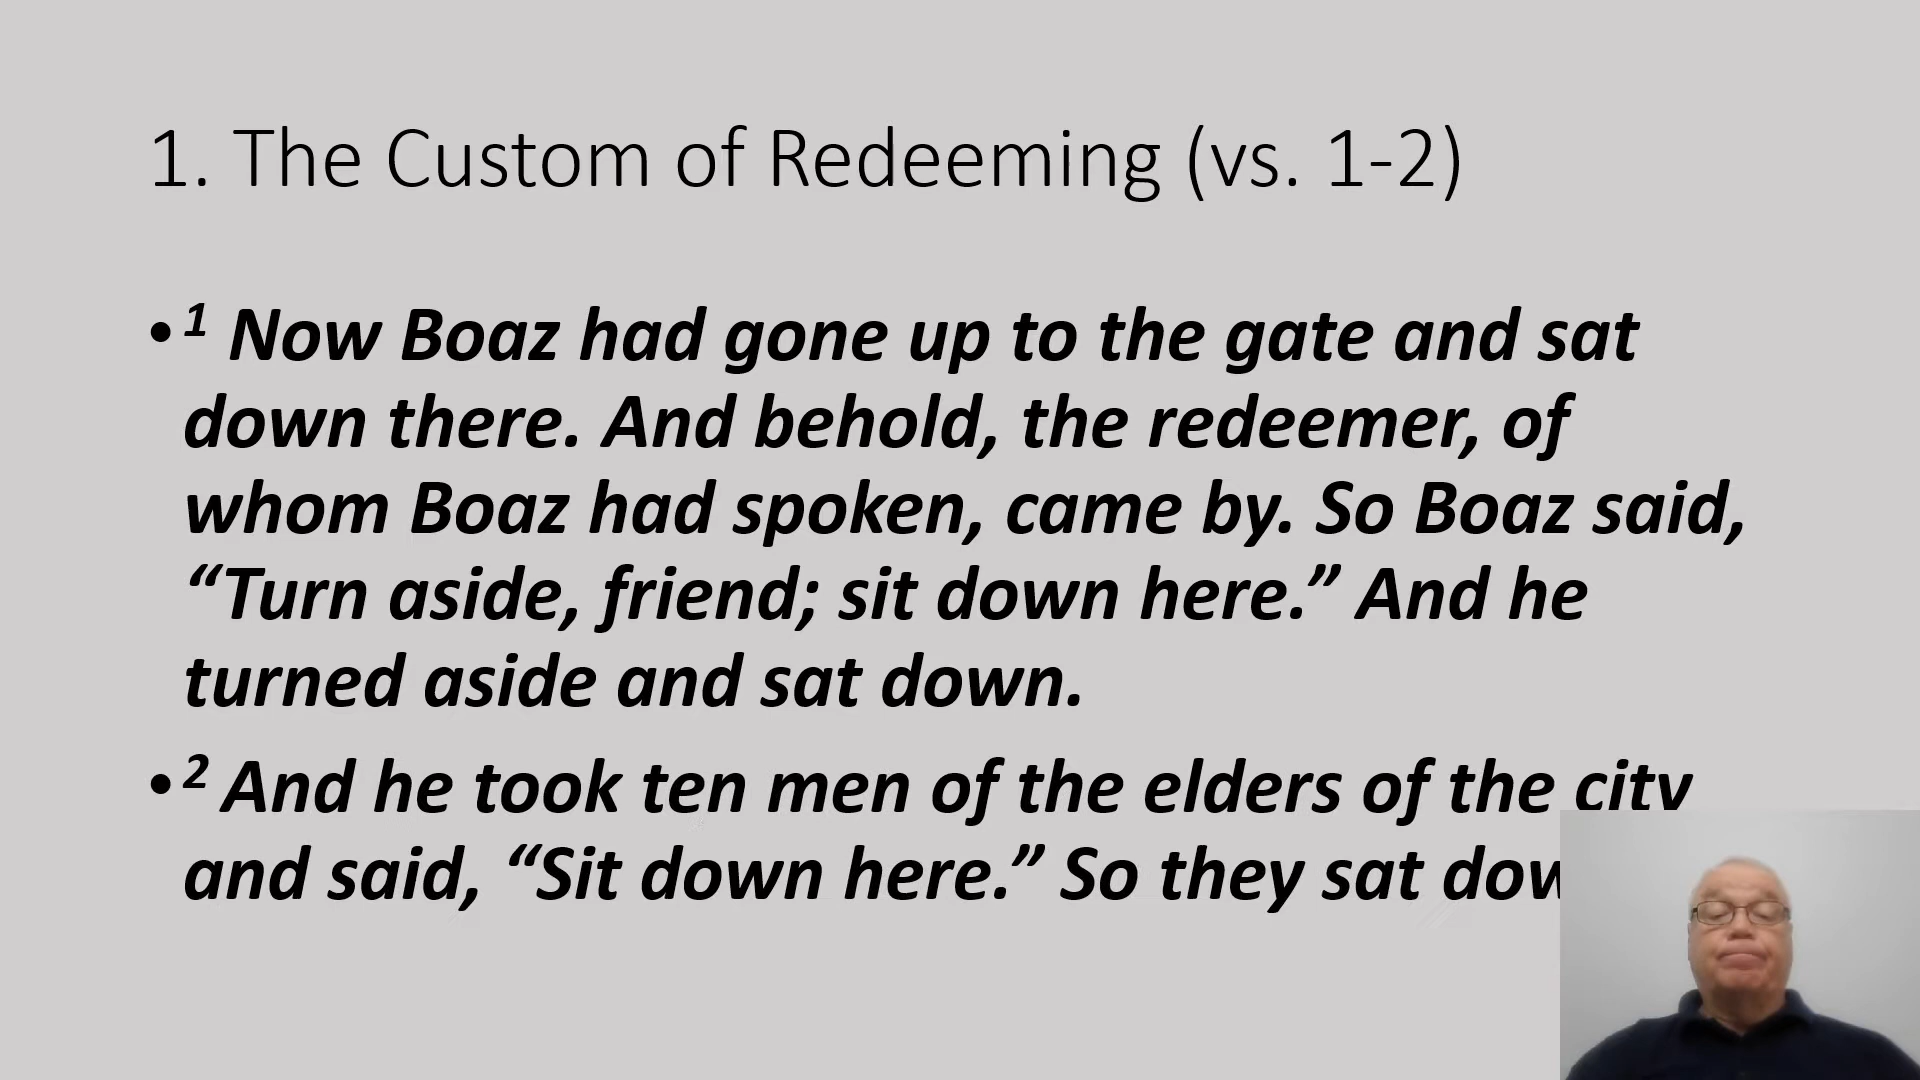 1. The Custom of Redeeming (vs. 1-2)
• 1 Now Boaz had gone up to the gate and sat
down there. And behold, the redeemer, of
whom Boaz had spoken, came by. So Boaz said,
“Turn aside, friend; sit down here.” And he
turned aside and sat down.
• 2 And he took ten men of the elders of the city
and said, “Sit down here.” So they sat